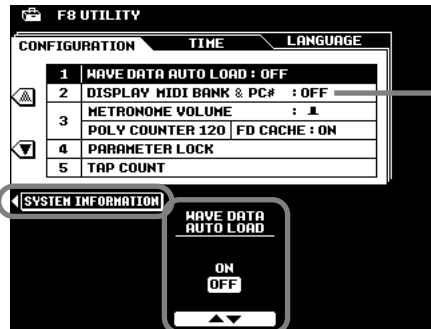 F8 UTILITY
CONFIGURATION TIME LANGUAGE
1 WAVE DATA AUTO LOAD : OFF
2 DISPLAY MIDI BANK & PC# : OFF
3 METRONOME VOLUME :
POLY COUNTER 120 FD CACHE : ON
4 PARAMETER LOCK
5 TAP COUNT
SYSTEM INFORMATION
WAVE DATA
AUTO LOAD
ON
OFF